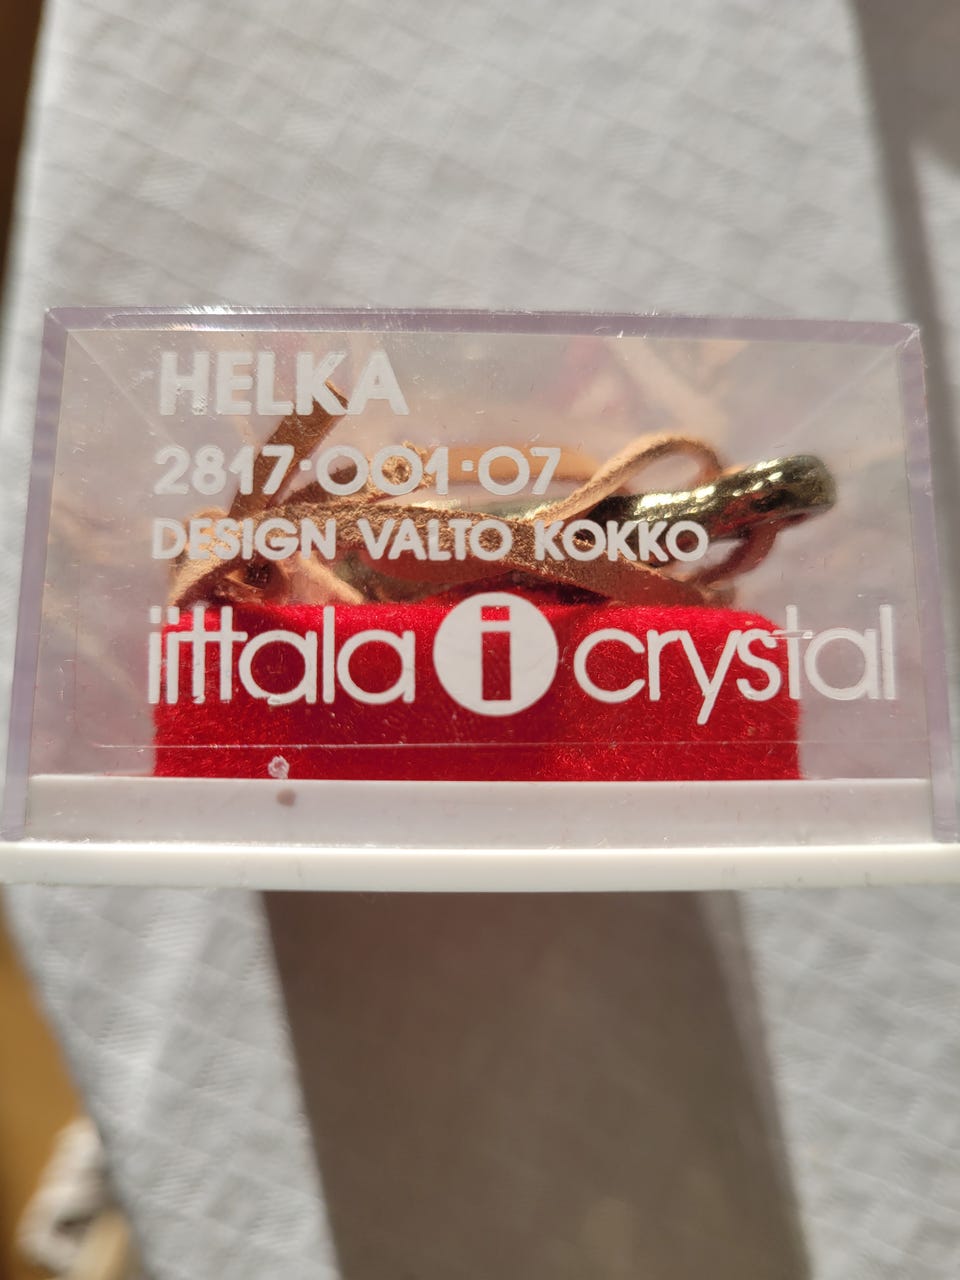 HELKA
2817·001·07
DESIGN VALTO KOKKO
iittala i crystal